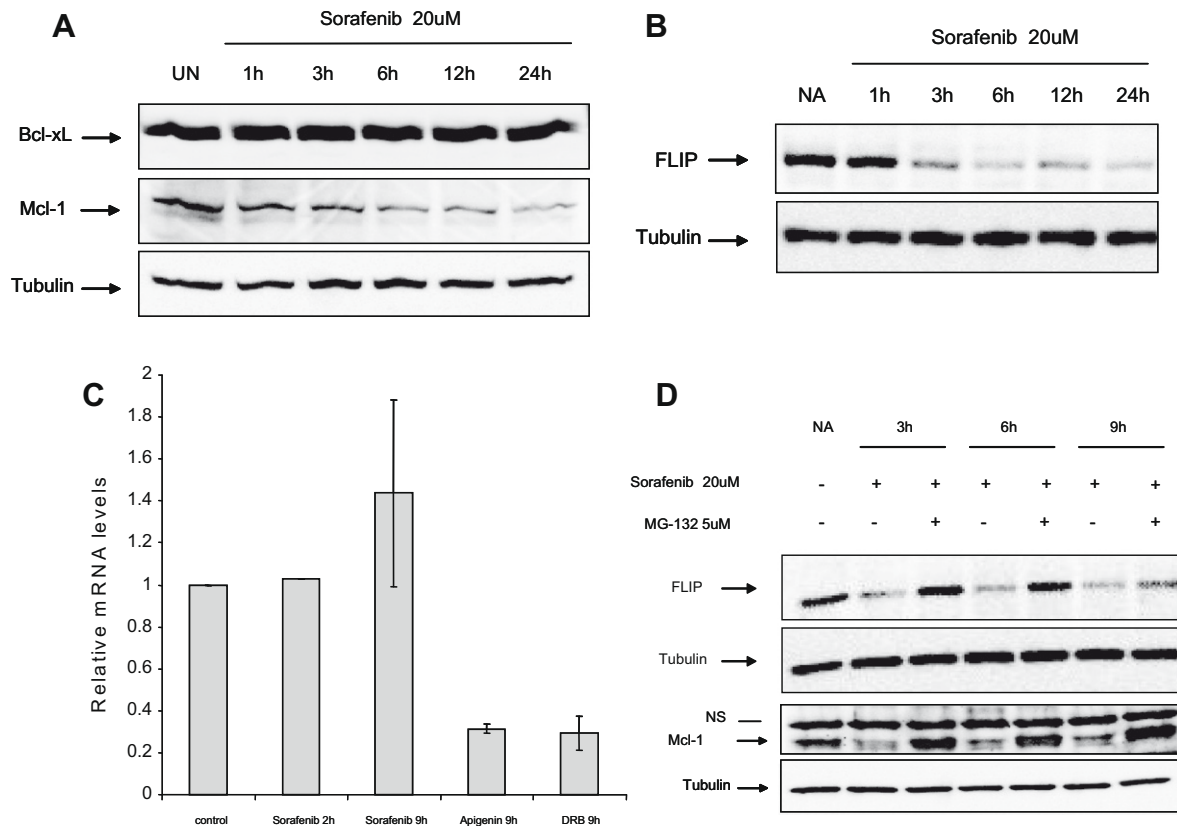 A
Sorafenib 20uM
UN 1h 3h 6h 12h 24h
Bcl-xL
Mcl-1
Tubulin
B
Sorafenib 20uM
NA 1h 3h 6h 12h 24h
FLIP
Tubulin
C
Relative mRNA levels
2
1.8
1.6
1.4
1.2
1
0.8
0.6
0.4
0.2
0
control Sorafenib 2h Sorafenib 9h Apigenin 9h DRB 9h
D
NA 3h 6h 9h
Sorafenib 20uM - + + + + + +
MG-132 5uM - - + - + - +
FLIP
Tubulin
NS
Mcl-1
Tubulin